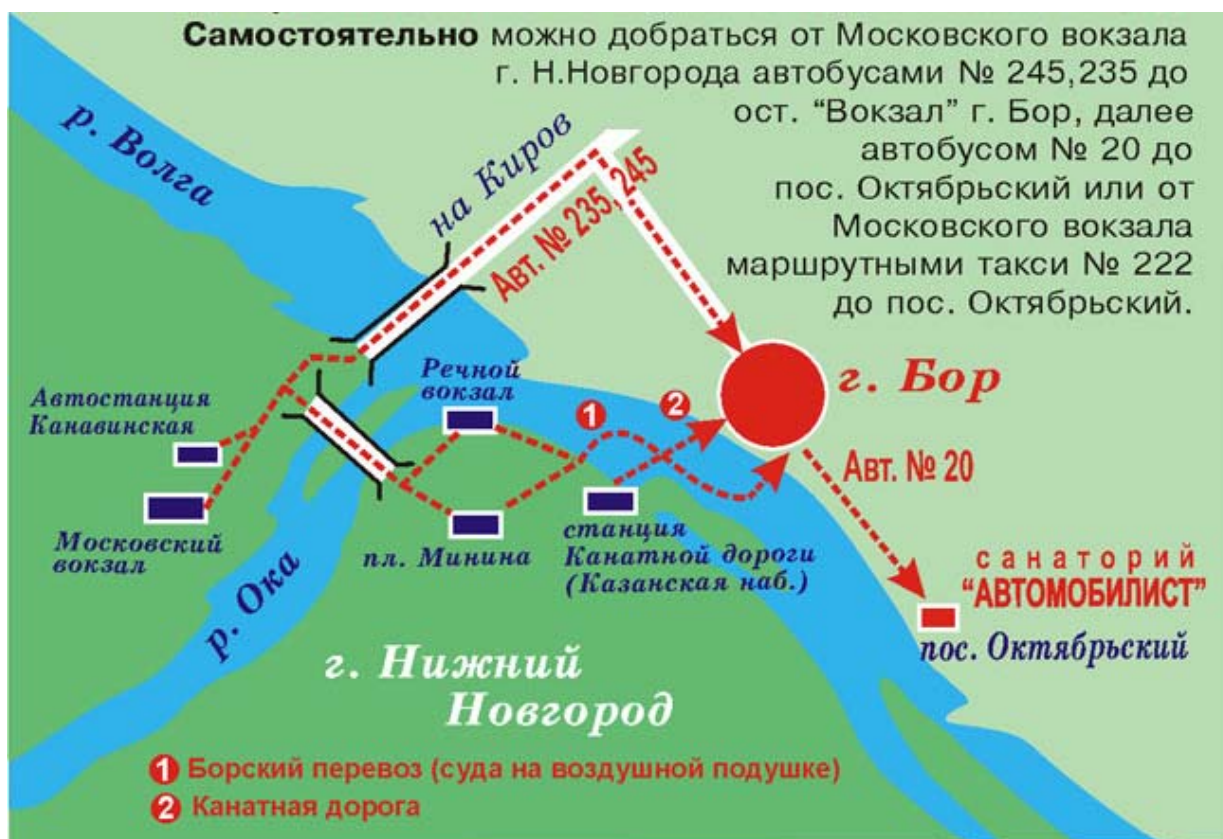 Самостоятельно можно добраться от Московского вокзала
г. Н.Новгорода автобусами № 245,235 до
ост. “Вокзал” г. Бор, далее
автобусом № 20 до
пос. Октябрьский или от
Московского вокзала
маршрутными такси № 222
до пос. Октябрьский.
р. Волга
на Киров
Авт. № 235, 245
Речной
вокзал
Автостанция
Канавинская
1
2
г. Бор
Авт. № 20
Московский
вокзал
пл. Минина
станция
Канатной дороги
(Казанская наб.)
санаторий
“АВТОМОБИЛИСТ”
пос. Октябрьский
р. Ока
г. Нижний
Новгород
1 Борский перевоз (суда на воздушной подушке)
2 Канатная дорога